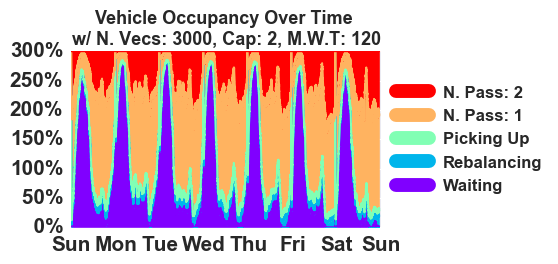 Vehicle Occupancy Over Time
w/ N. Vecs: 3000, Cap: 2, M.W.T: 120
300%
250%
200%
150%
100%
50%
0%
Sun Mon Tue Wed Thu Fri Sat Sun
N. Pass: 2
N. Pass: 1
Picking Up
Rebalancing
Waiting